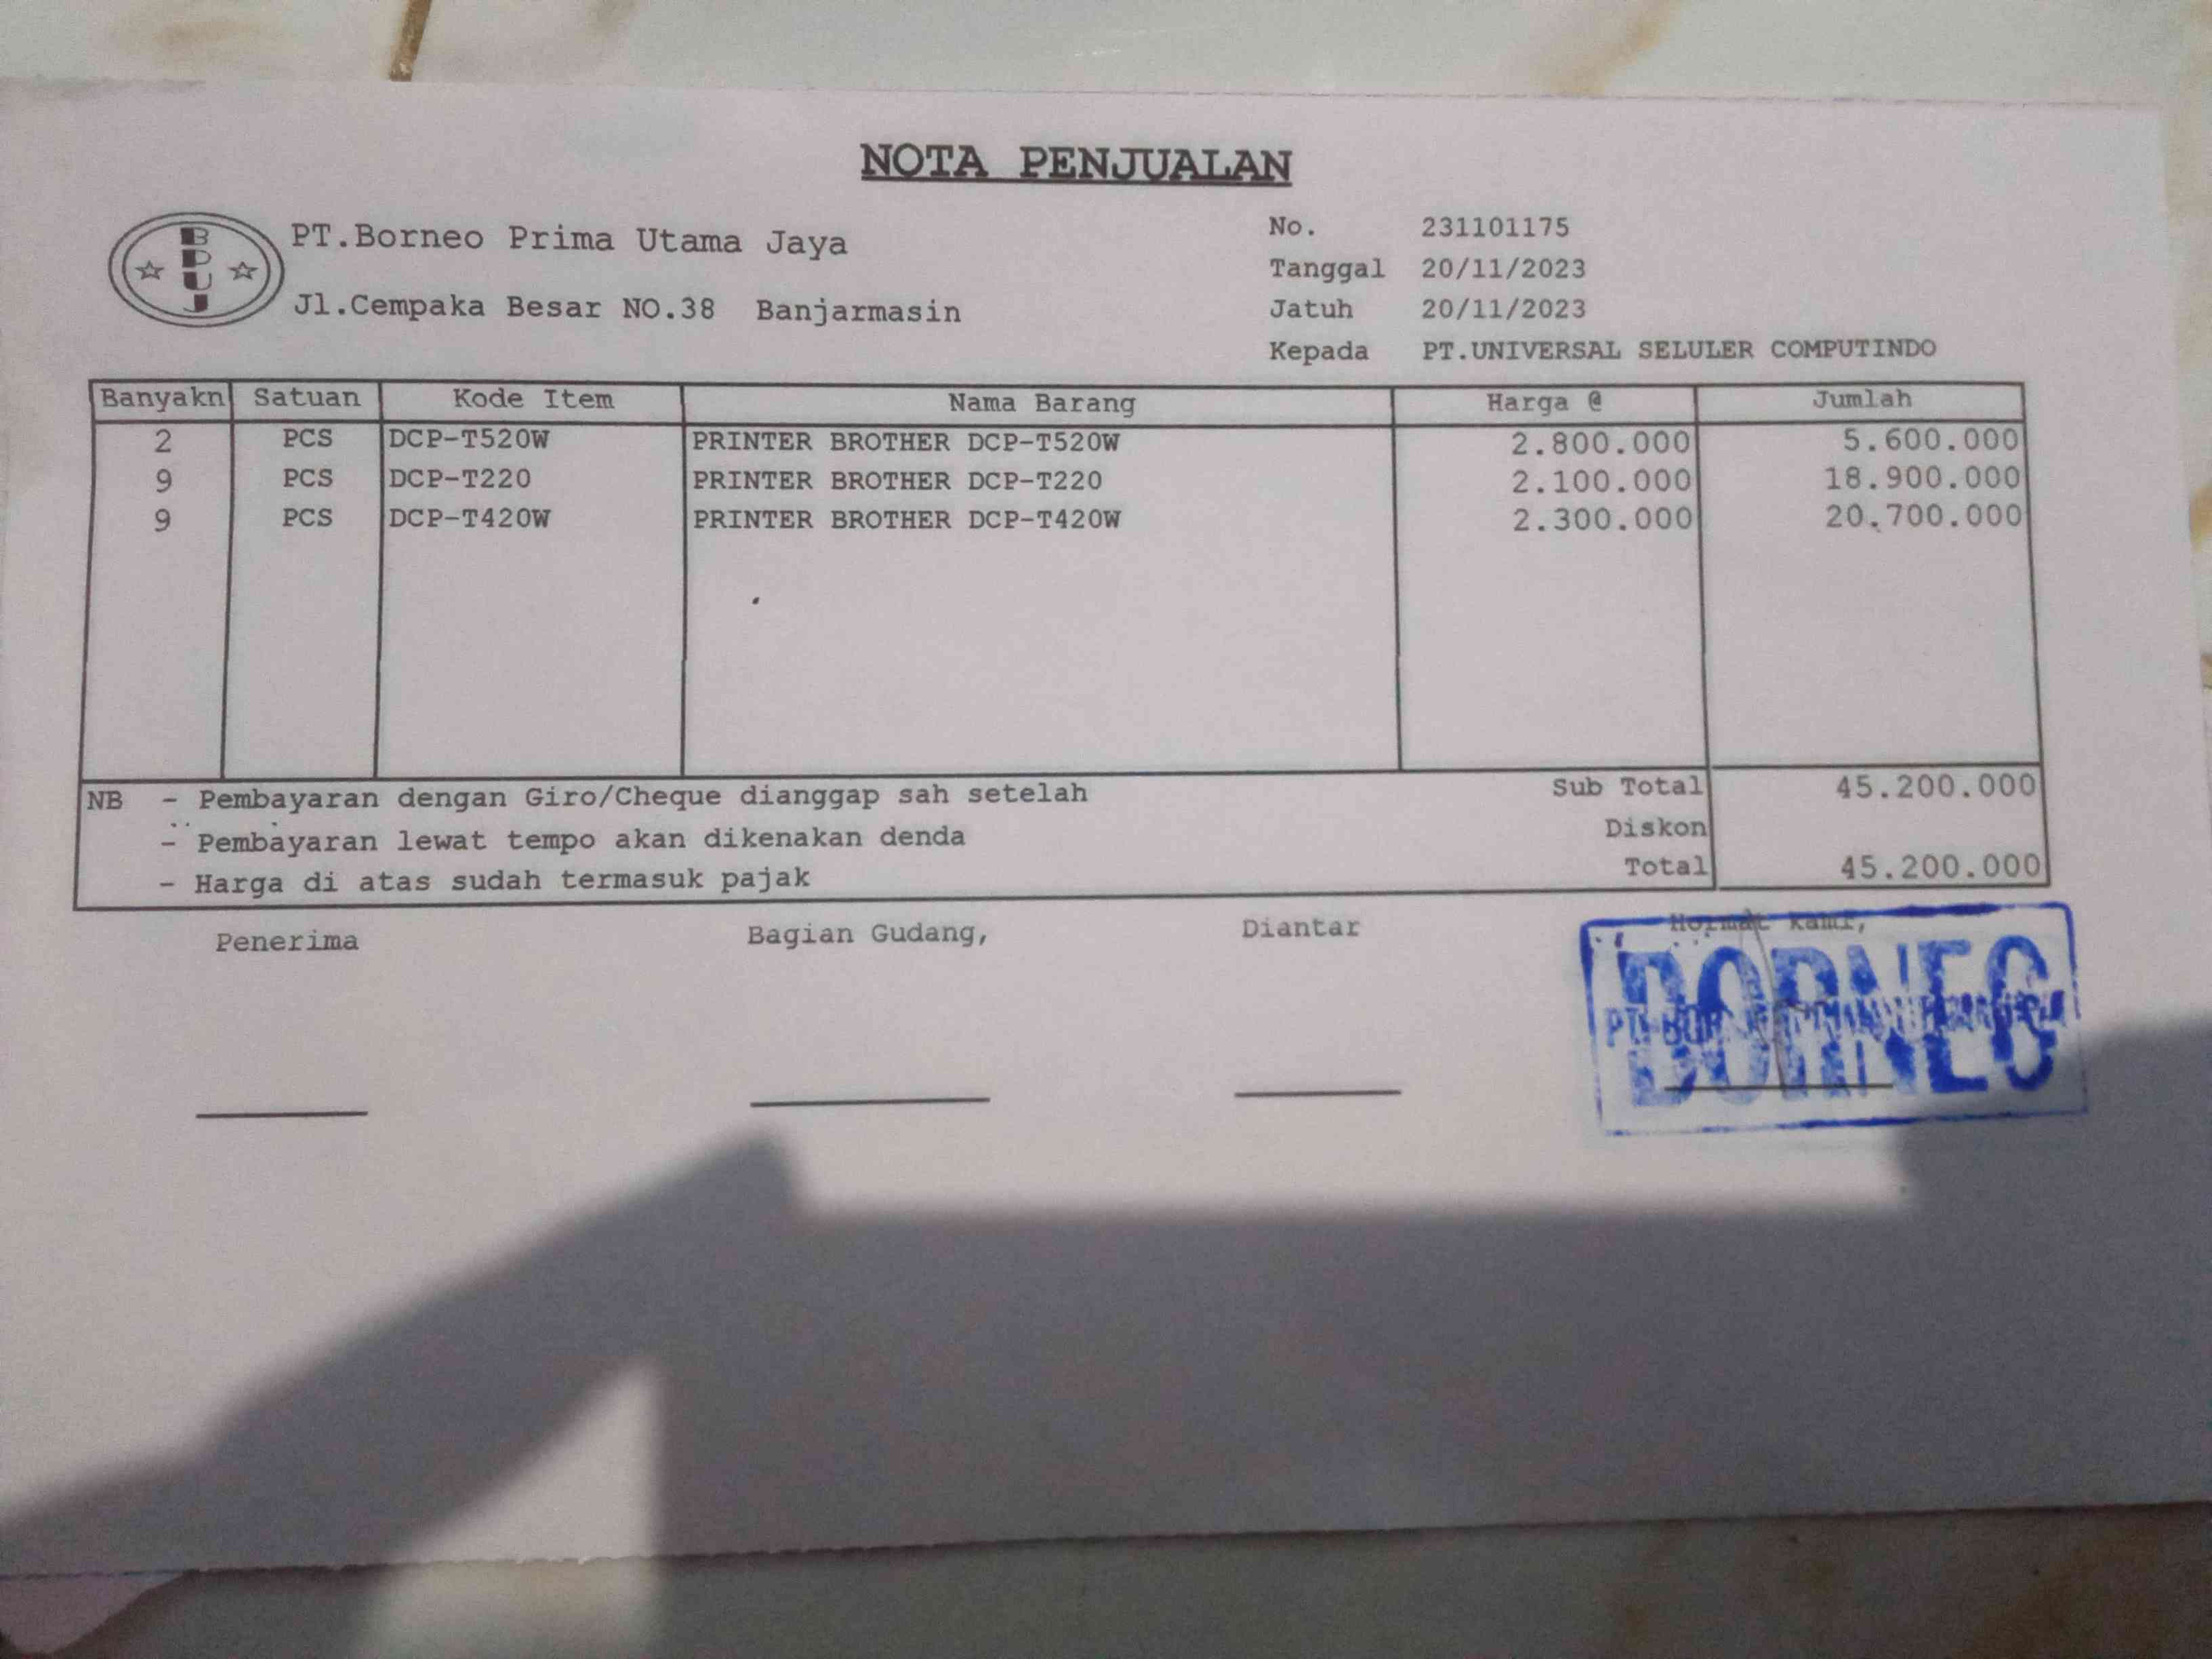 NOTA PENJUALAN
BPUJ
PT.Borneo Prima Utama Jaya
Jl.Cempaka Besar NO.38 Banjarmasin
No. 231101175
Tanggal 20/11/2023
Jatuh 20/11/2023
Kepada PT.UNIVERSAL SELULER COMPUTINDO
Banyakn Satuan Kode Item Nama Barang Harga @ Jumlah
2 PCS DCP-T520W PRINTER BROTHER DCP-T520W 2.800.000 5.600.000
9 PCS DCP-T220 PRINTER BROTHER DCP-T220 2.100.000 18.900.000
9 PCS DCP-T420W PRINTER BROTHER DCP-T420W 2.300.000 20.700.000
NB - Pembayaran dengan Giro/Cheque dianggap sah setelah
- Pembayaran lewat tempo akan dikenakan denda
- Harga di atas sudah termasuk pajak
Sub Total 45.200.000
Diskon
Total 45.200.000
Penerima Bagian Gudang, Diantar Hormat Kami,
BORNEO